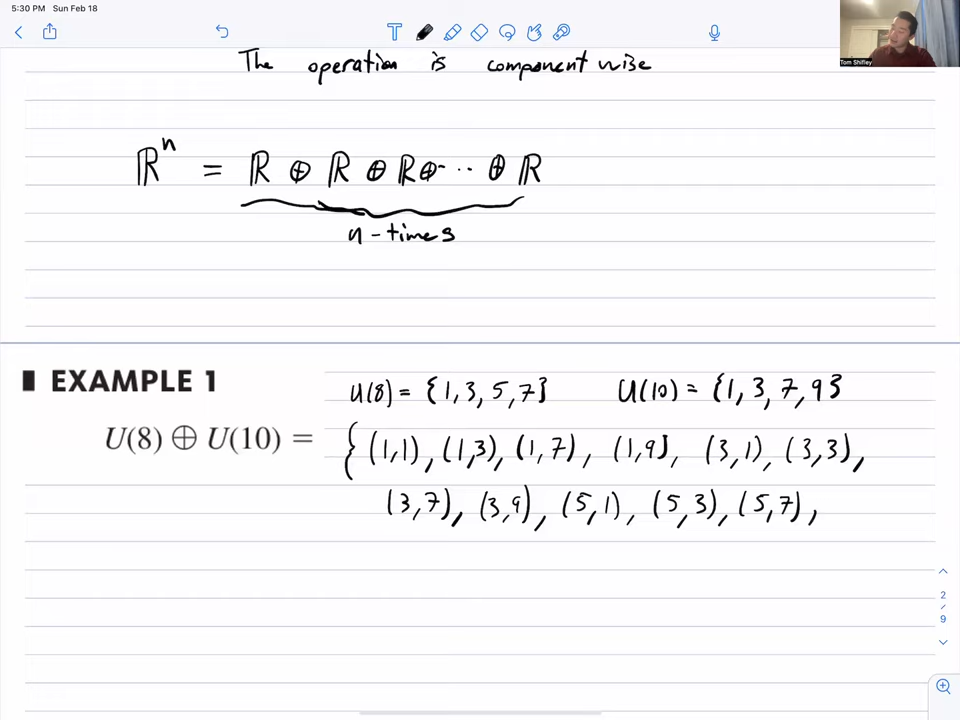 5:30 PM Sun Feb 18
Tom Shifley
The operation is componentwise
ℝⁿ = ℝ ⊕ ℝ ⊕ ℝ ⊕ ⋯ ⊕ ℝ
n-times
EXAMPLE 1
U(8) = {1, 3, 5, 7} U(10) = {1, 3, 7, 9}
U(8) ⊕ U(10) = {(1,1), (1,3), (1,7), (1,9), (3,1), (3,3),
(3,7), (3,9), (5,1), (5,3), (5,7),
2
/
9